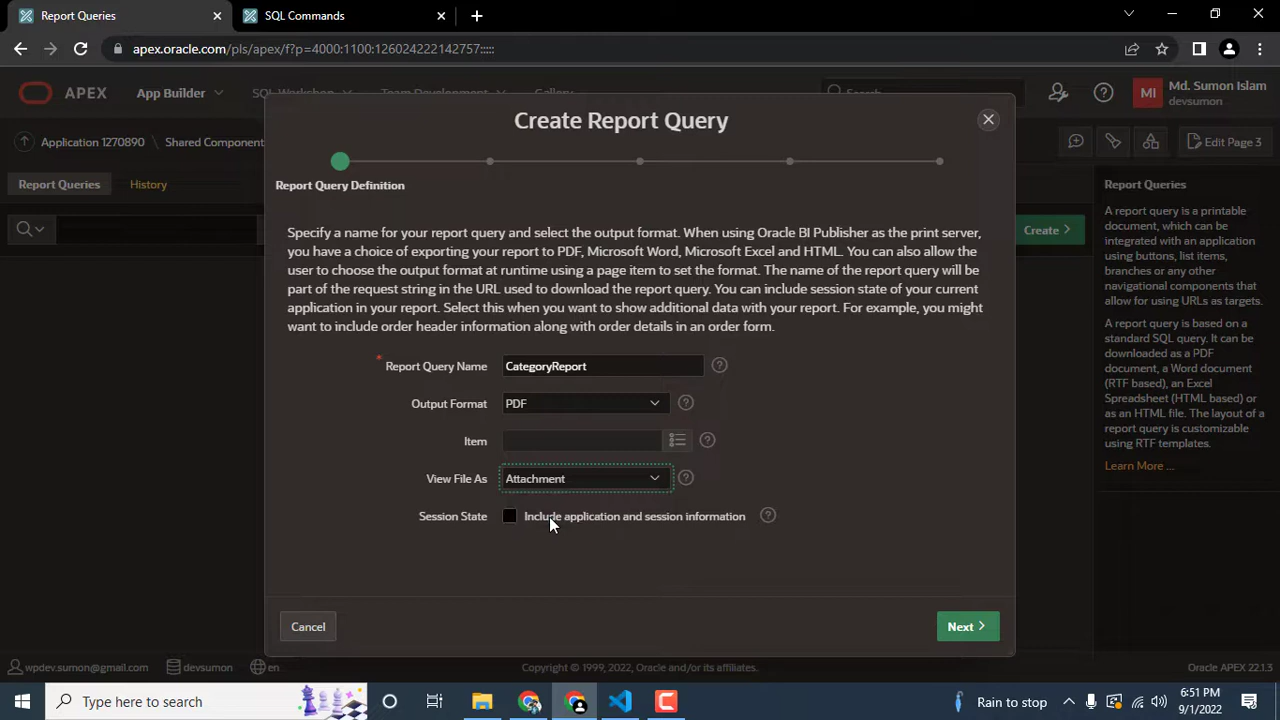 Report Queries
SQL Commands
apex.oracle.com/pls/apex/f?p=4000:1100:126024222142757:::::
APEX
App Builder
SQL Workshop
Team Development
Gallery
Search
MI
Md. Sumon Islam
devsumon
Application 1270890
\
Shared Component
Edit Page 3
Report Queries
History
Create
Create Report Query
Report Query Definition
Specify a name for your report query and select the output format. When using Oracle BI Publisher as the print server,
you have a choice of exporting your report to PDF, Microsoft Word, Microsoft Excel and HTML. You can also allow the
user to choose the output format at runtime using a page item to set the format. The name of the report query will be
part of the request string in the URL used to download the report query. You can include session state of your current
application in your report. Select this when you want to show additional data with your report. For example, you might
want to include order header information along with order details in an order form.
* Report Query Name
CategoryReport
Output Format
PDF
Item
View File As
Attachment
Session State
Include application and session information
Cancel
Next
Report Queries
A report query is a printable
document, which can be
integrated with an application
using buttons, list items,
branches or any other
navigational components that
allow for using URLs as targets.
A report query is based on a
standard SQL query. It can be
downloaded as a PDF
document, a Word document
(RTF based), an Excel
Spreadsheet (HTML based) or
as an HTML file. The layout of a
report query is customizable
using RTF templates.
Learn More ...
wpdev.sumon@gmail.com
devsumon
en
Copyright © 1999, 2022, Oracle and/or its affiliates.
Oracle APEX 22.1.3
Type here to search
Rain to stop
6:51 PM
9/1/2022